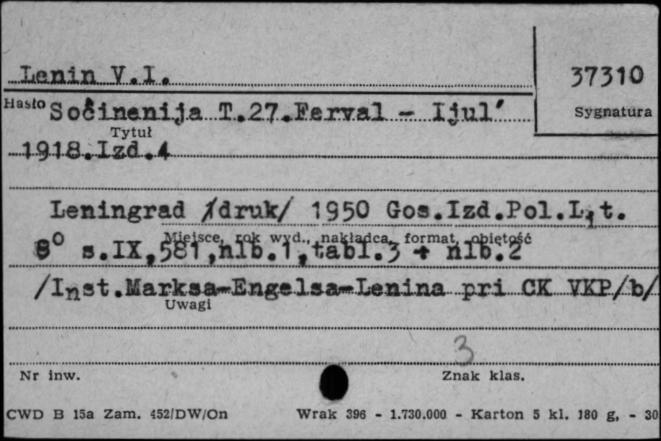 Lenin V.I.
37310
Hasło
Sygnatura
Sočinenija T.27.Ferval - Ijul'
Tytuł
1918.Izd.4
Leningrad /druk/ 1950 Gos.Izd.Pol.Lit.
Miejsce, rok wyd., nakładca, format, objętość
8⁰ s.IX,581,nlb.1,tabl.3 + nlb.2
/Inst.Marksa-Engelsa-Lenina pri CK VKP/b/
Uwagi
3
Nr inw.
Znak klas.
CWD B 15a Zam. 452/DW/On Wrak 396 - 1.730.000 - Karton 5 kl. 180 g, - 30